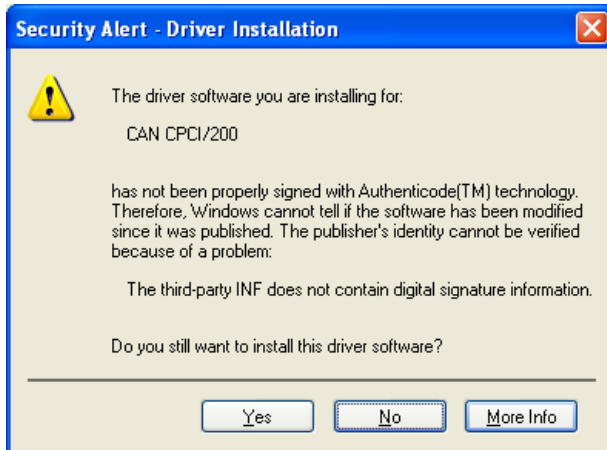 Security Alert - Driver Installation
The driver software you are installing for:
CAN CPCI/200
has not been properly signed with Authenticode(TM) technology.
Therefore, Windows cannot tell if the software has been modified
since it was published. The publisher's identity cannot be verified
because of a problem:
The third-party INF does not contain digital signature information.
Do you still want to install this driver software?
Yes No More Info